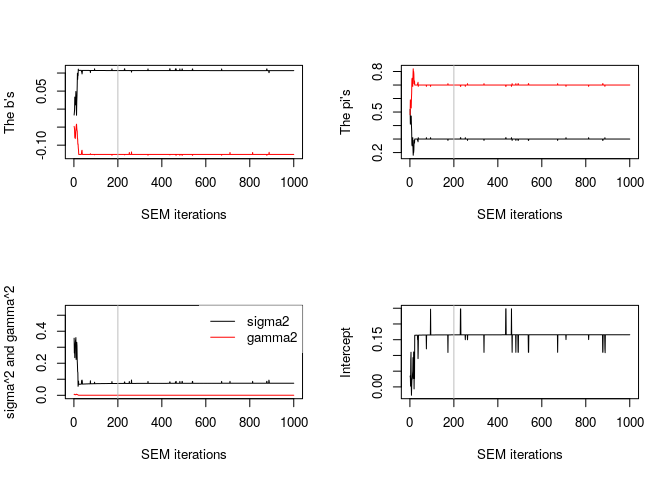 The b's
0.05
-0.10
0 200 400 600 800 1000
SEM iterations
The pi's
0.8
0.5
0.2
0 200 400 600 800 1000
SEM iterations
sigma^2 and gamma^2
0.4
0.2
0.0
sigma2
gamma2
0 200 400 600 800 1000
SEM iterations
Intercept
0.15
0.00
0 200 400 600 800 1000
SEM iterations